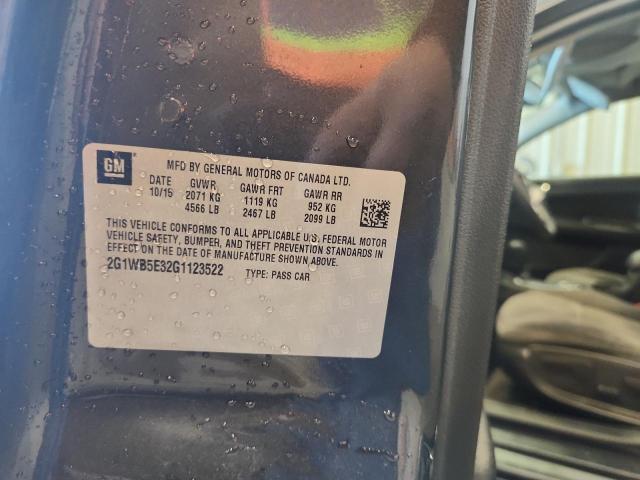 GM
MFD BY GENERAL MOTORS OF CANADA LTD.
DATE GVWR GAWR FRT GAWR RR
10/15 2071 KG 1119 KG 952 KG
4566 LB 2467 LB 2099 LB
THIS VEHICLE CONFORMS TO ALL APPLICABLE U.S. FEDERAL MOTOR
VEHICLE SAFETY, BUMPER, AND THEFT PREVENTION STANDARDS IN
EFFECT ON THE DATE OF MANUFACTURE SHOWN ABOVE.
2G1WB5E32G1123522 TYPE: PASS CAR